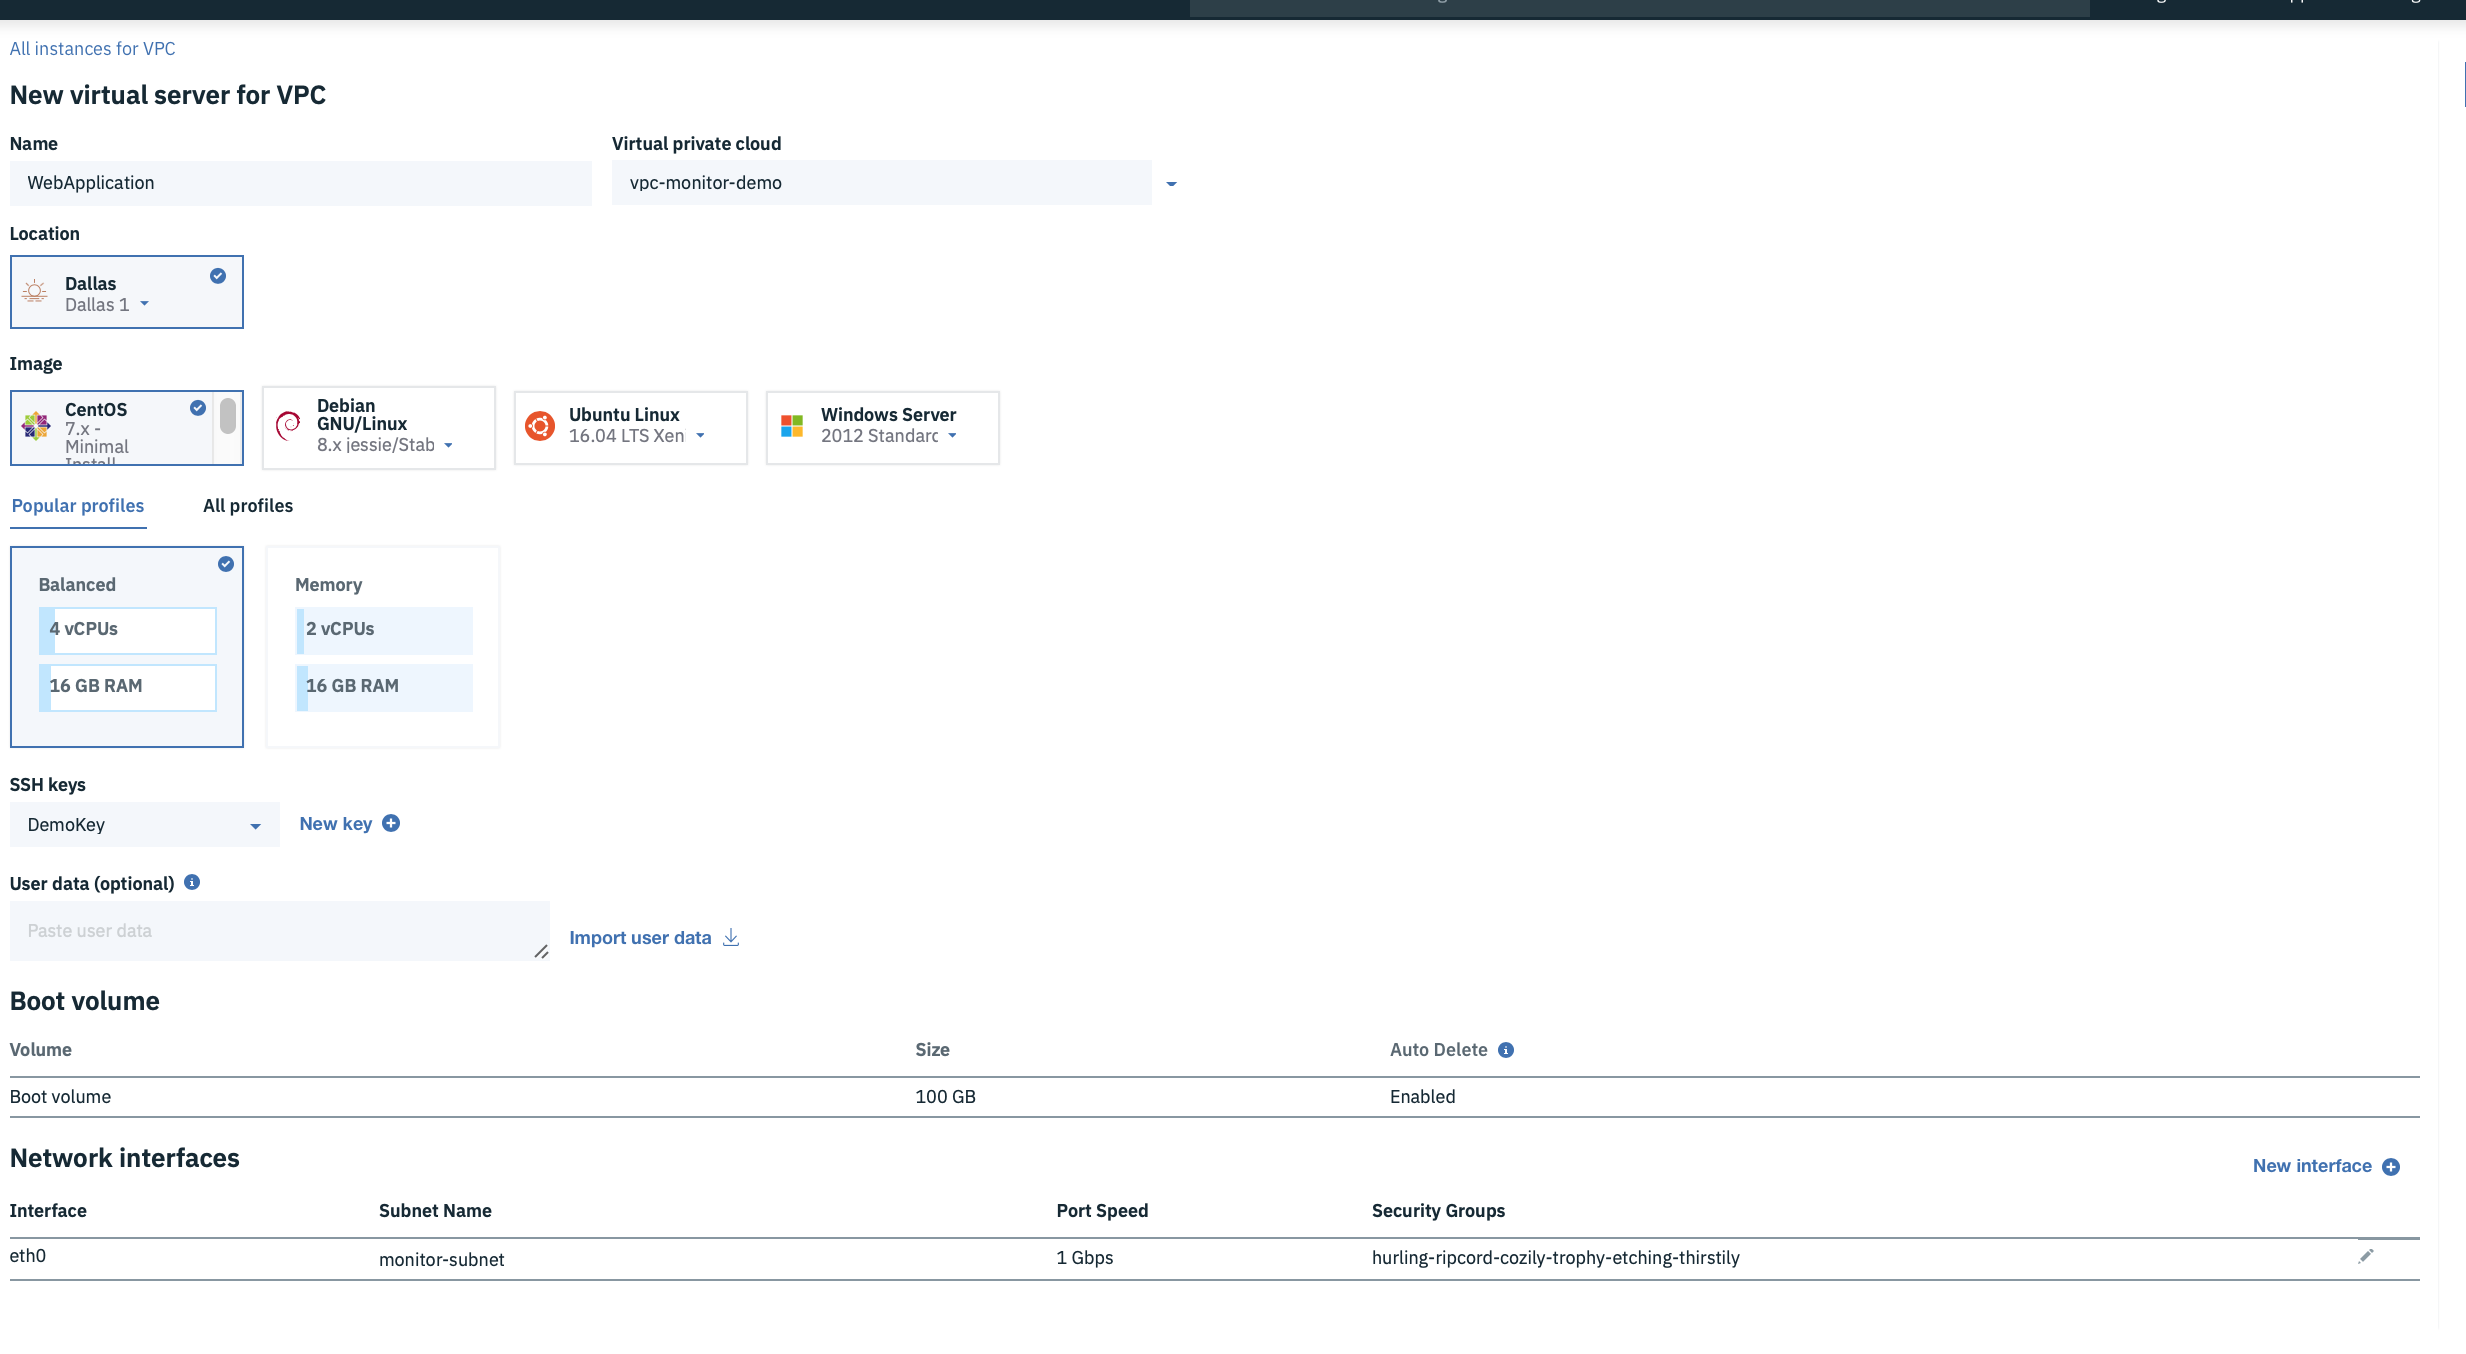 All instances for VPC
New virtual server for VPC
Name
Virtual private cloud
WebApplication
vpc-monitor-demo
Location
Dallas
Dallas 1
Image
CentOS
7.x -
Minimal
Install
Debian
GNU/Linux
8.x jessie/Stab
Ubuntu Linux
16.04 LTS Xen
Windows Server
2012 Standarc
Popular profiles
All profiles
Balanced
4 vCPUs
16 GB RAM
Memory
2 vCPUs
16 GB RAM
SSH keys
DemoKey
New key
User data (optional)
Paste user data
Import user data
Boot volume
Volume Size Auto Delete
Boot volume 100 GB Enabled
Network interfaces
New interface
Interface Subnet Name Port Speed Security Groups
eth0 monitor-subnet 1 Gbps hurling-ripcord-cozily-trophy-etching-thirstily